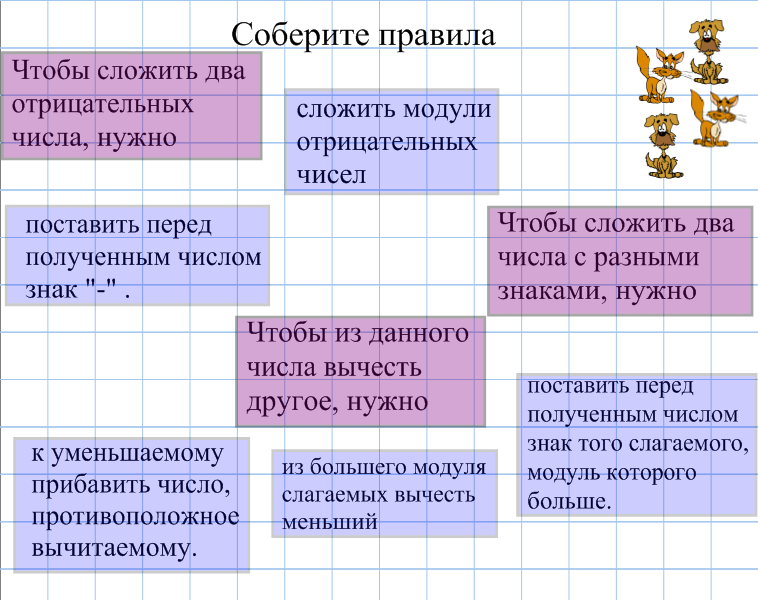 Соберите правила
Чтобы сложить два
отрицательных
числа, нужно
сложить модули
отрицательных
чисел
поставить перед
полученным числом
знак "-" .
Чтобы сложить два
числа с разными
знаками, нужно
Чтобы из данного
числа вычесть
другое, нужно
поставить перед
полученным числом
знак того слагаемого,
модуль которого
больше.
к уменьшаемому
прибавить число,
противоположное
вычитаемому.
из большего модуля
слагаемых вычесть
меньший